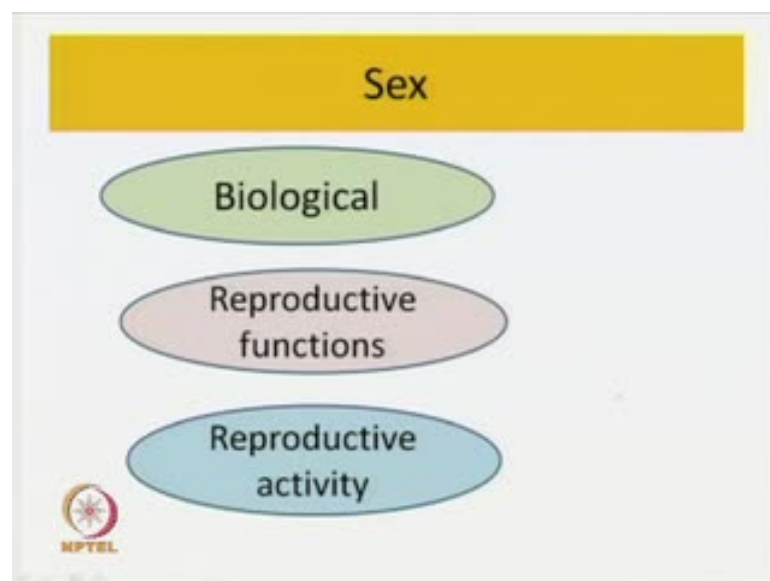 Sex
Biological
Reproductive
functions
Reproductive
activity
NPTEL